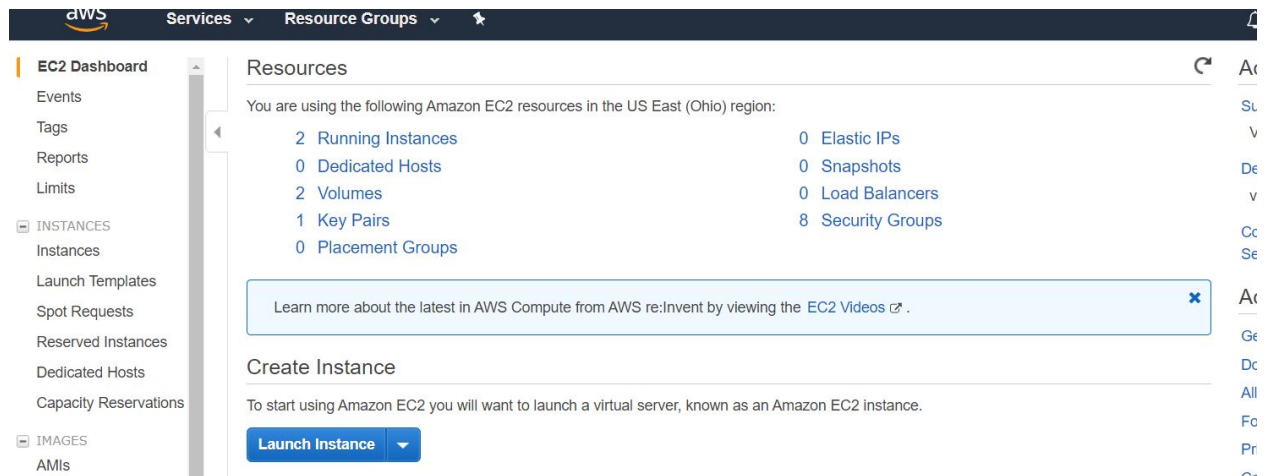 aws Services Resource Groups
EC2 Dashboard
Events
Tags
Reports
Limits
INSTANCES
Instances
Launch Templates
Spot Requests
Reserved Instances
Dedicated Hosts
Capacity Reservations
IMAGES
AMIs
Resources
You are using the following Amazon EC2 resources in the US East (Ohio) region:
2 Running Instances
0 Dedicated Hosts
2 Volumes
1 Key Pairs
0 Placement Groups
0 Elastic IPs
0 Snapshots
0 Load Balancers
8 Security Groups
Learn more about the latest in AWS Compute from AWS re:Invent by viewing the EC2 Videos .
Create Instance
To start using Amazon EC2 you will want to launch a virtual server, known as an Amazon EC2 instance.
Launch Instance